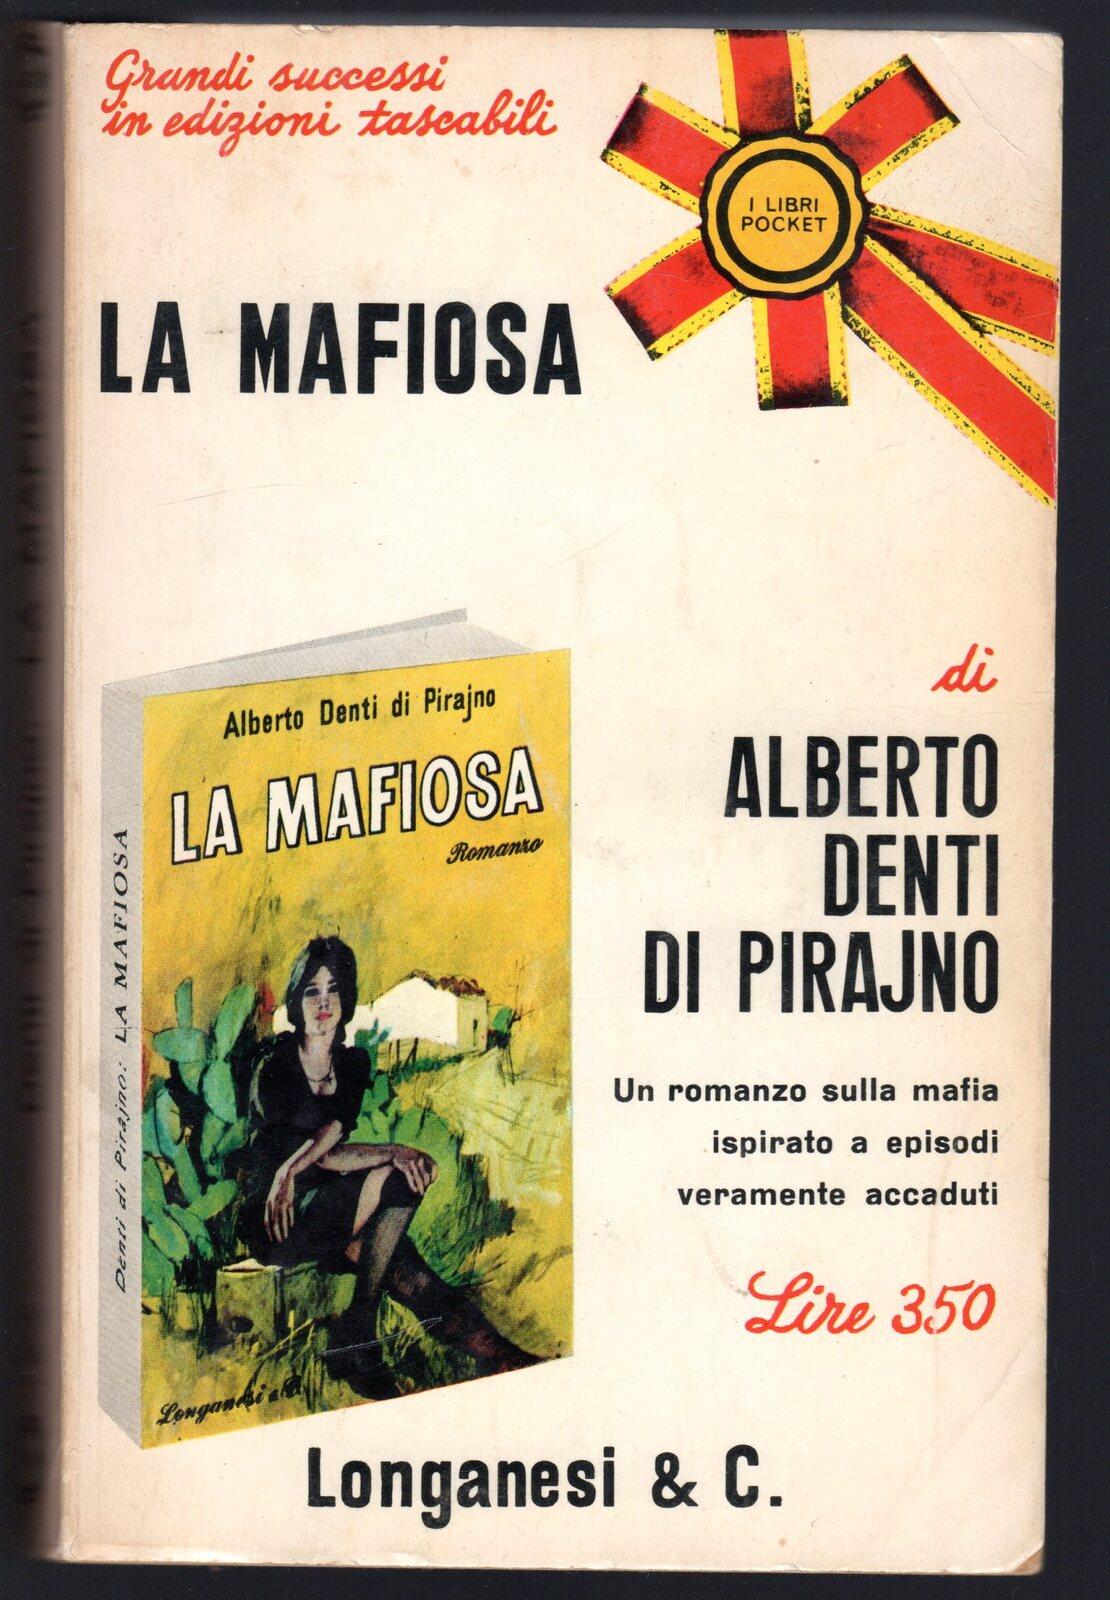 Grandi successi
in edizioni tascabili
I LIBRI
POCKET
LA MAFIOSA
di
ALBERTO
DENTI
DI PIRAJNO
Un romanzo sulla mafia
ispirato a episodi
veramente accaduti
Lire 350
Alberto Denti di Pirajno
LA MAFIOSA
Romanzo
Denti di Pirajno: LA MAFIOSA
Longanesi e C.
Longanesi & C.